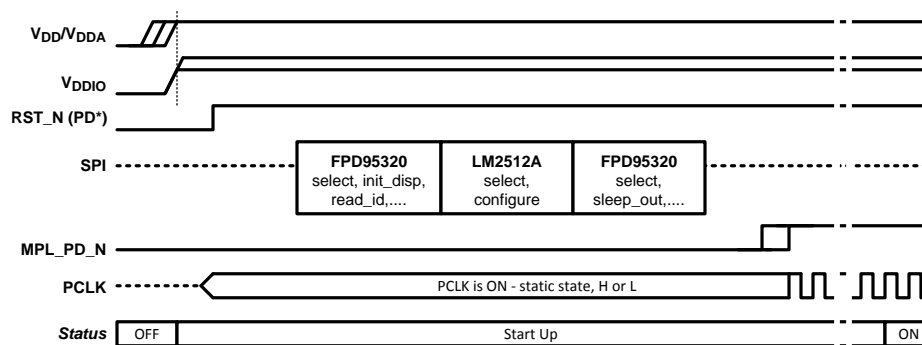 VDD/VDDA
VDDIO
RST_N (PD*)
SPI
FPD95320
select, init_disp,
read_id,....
LM2512A
select,
configure
FPD95320
select,
sleep_out,....
MPL_PD_N
PCLK
PCLK is ON - static state, H or L
Status
OFF
Start Up
ON